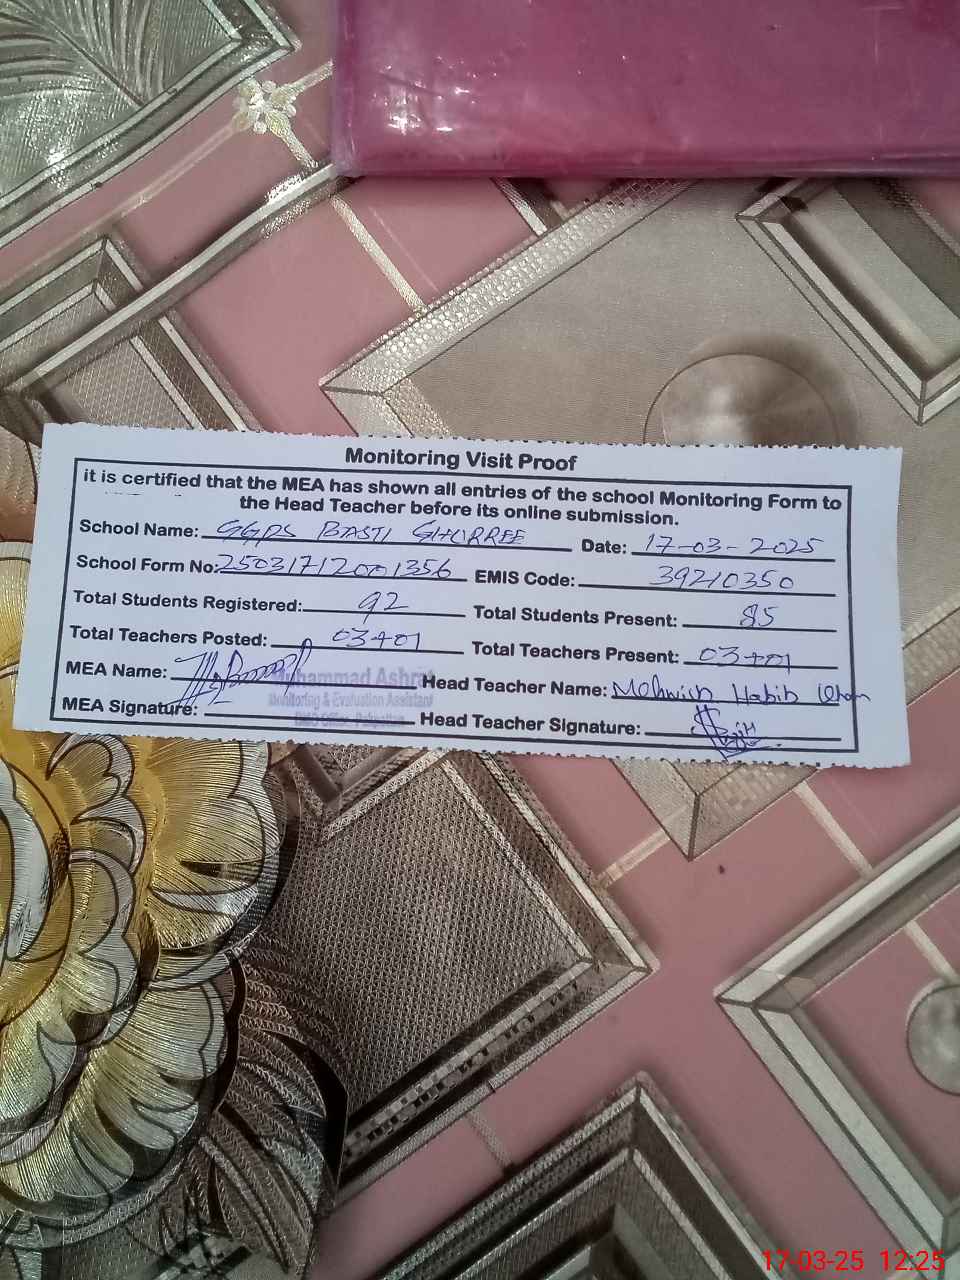 Monitoring Visit Proof
it is certified that the MEA has shown all entries of the school Monitoring Form to
the Head Teacher before its online submission.
School Name: GGPS BASTI GHORREE Date: 17-03-2025
School Form No: 25031712001356 EMIS Code: 39210350
Total Students Registered: 92 Total Students Present: 85
Total Teachers Posted: 03+01 Total Teachers Present: 03+01
MEA Name: Muhammad Ashraf Head Teacher Name: Mehwish Habib
Monitoring & Evaluation Assistant
MEA Signature: Head Teacher Signature:
17-03-25 12:25